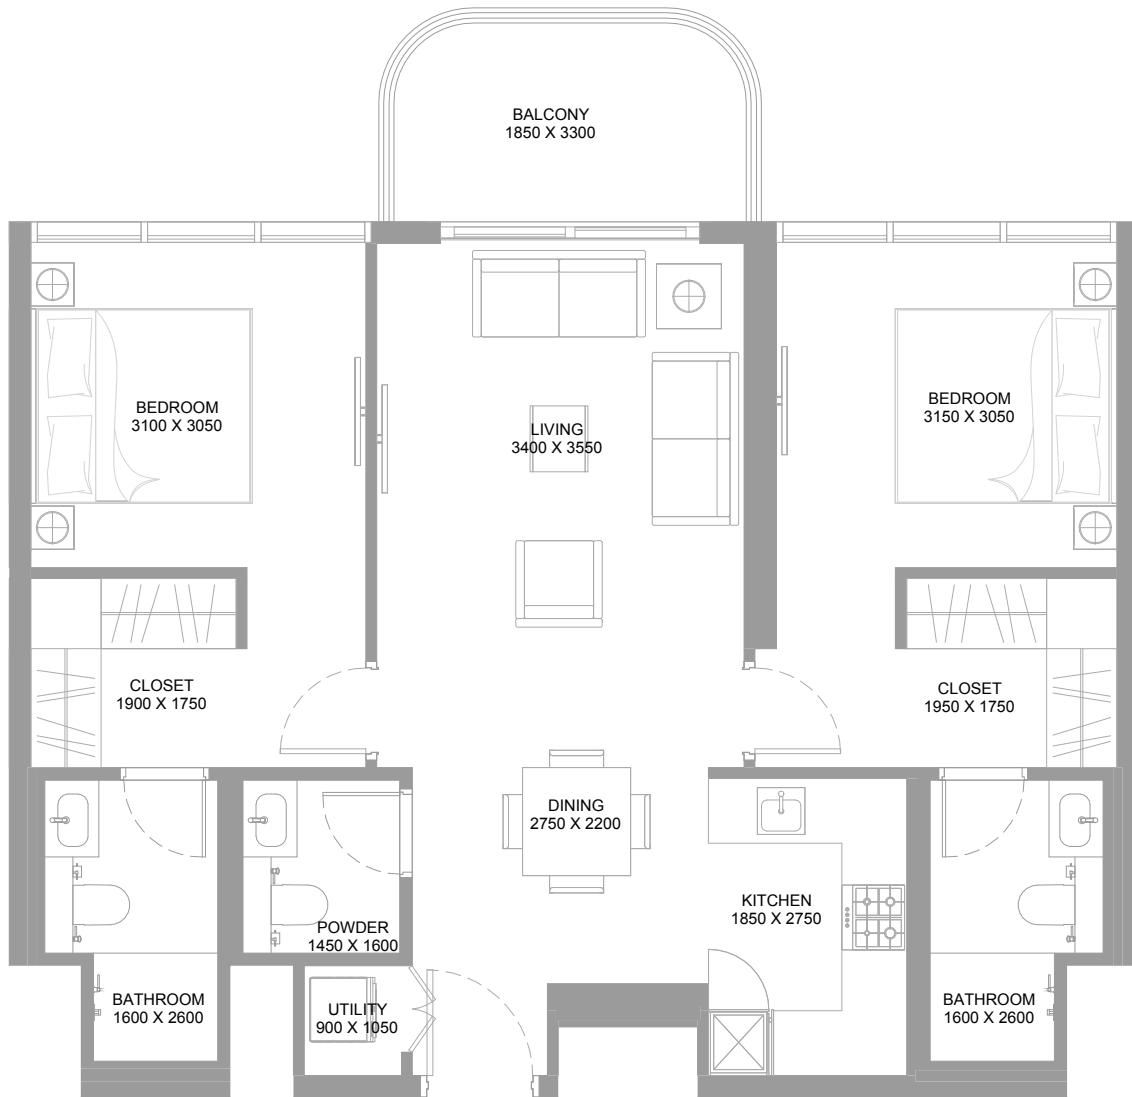 BALCONY
1850 X 3300
BEDROOM
3100 X 3050
LIVING
3400 X 3550
BEDROOM
3150 X 3050
CLOSET
1900 X 1750
CLOSET
1950 X 1750
DINING
2750 X 2200
KITCHEN
1850 X 2750
POWDER
1450 X 1600
BATHROOM
1600 X 2600
UTILITY
900 X 1050
BATHROOM
1600 X 2600